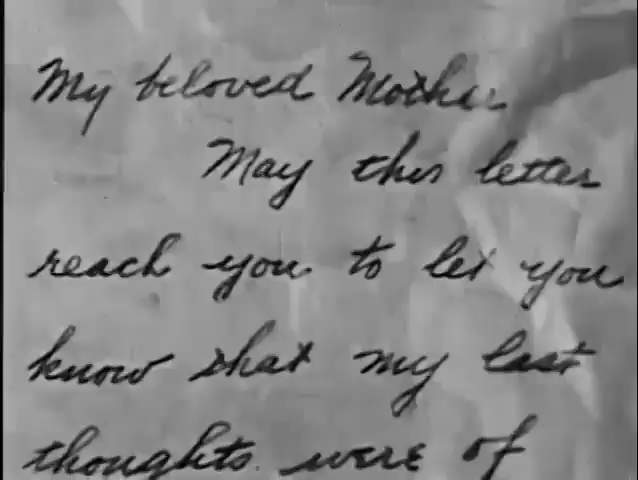 My beloved Mother
May this letter
reach you to let you
know that my last
thoughts were of